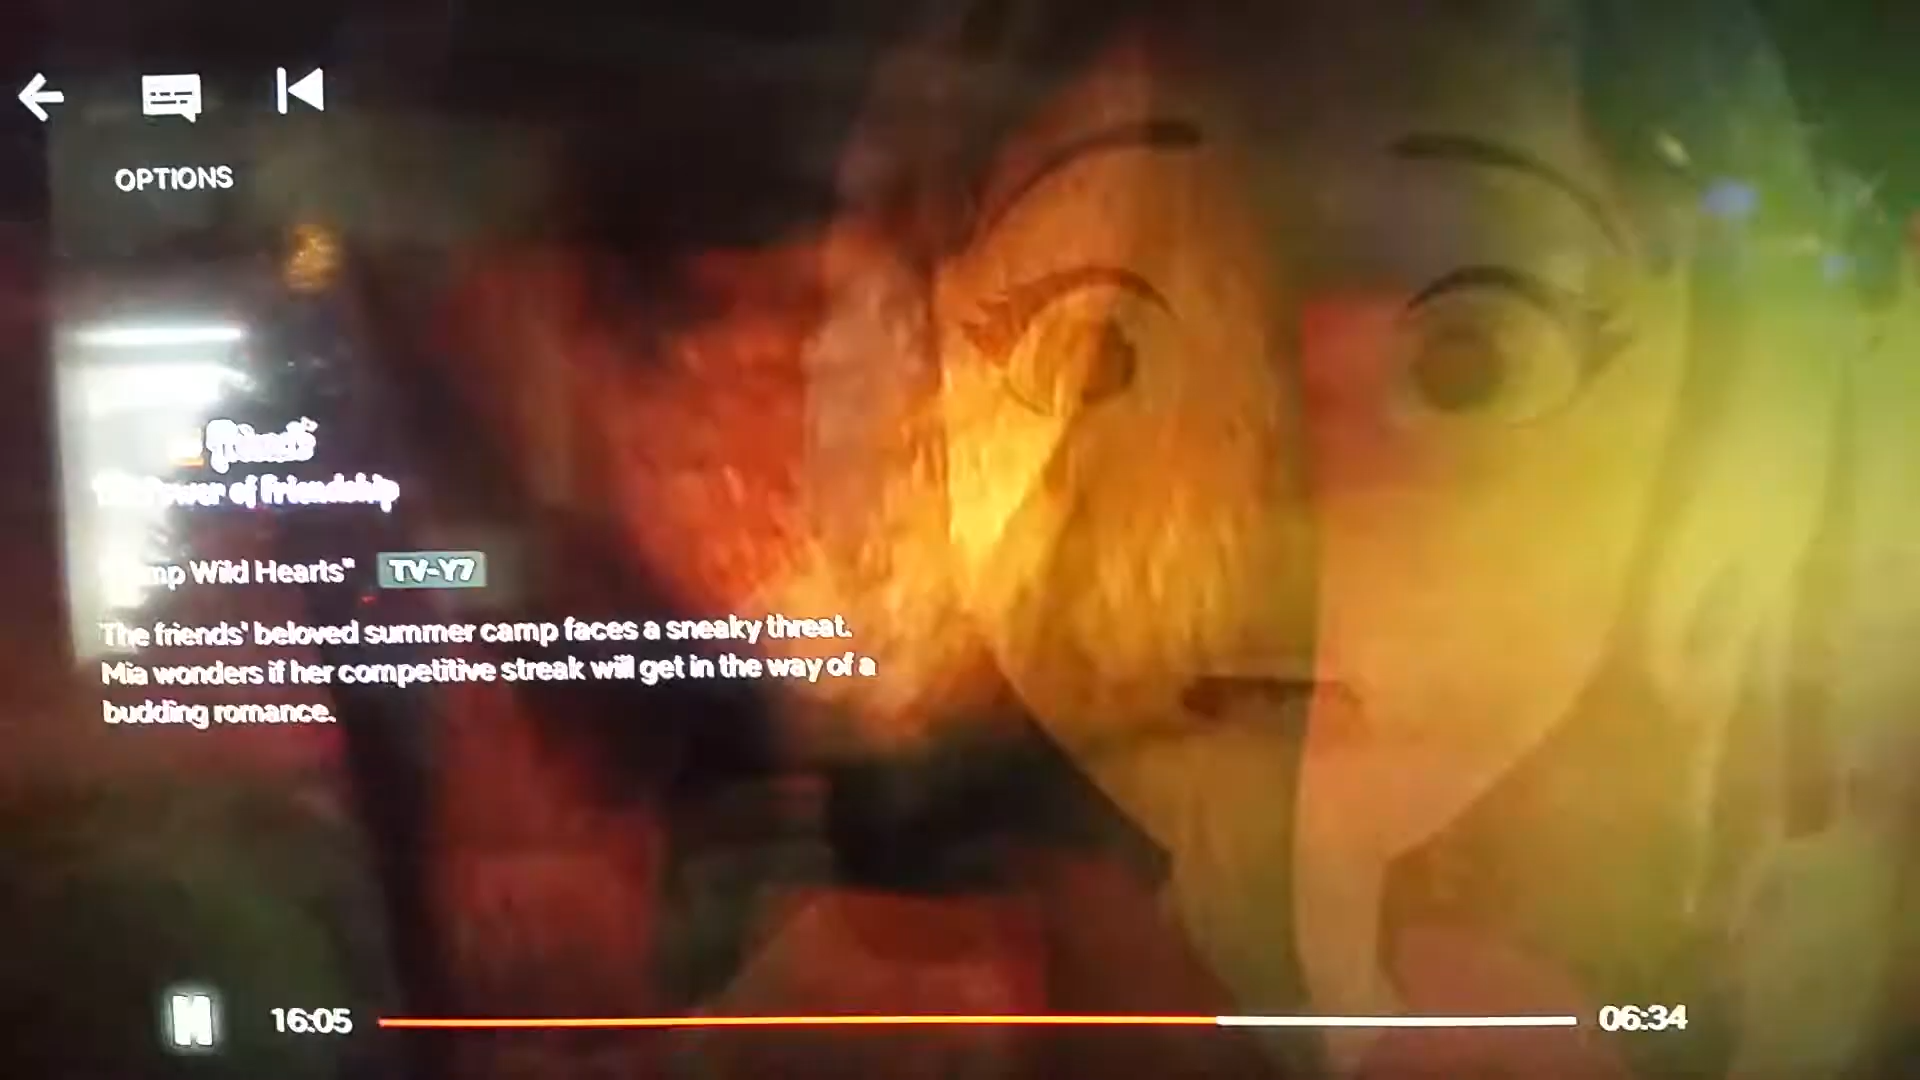 OPTIONS
friends
Power of Friendship
Wild Hearts" TV-Y7
The friends' beloved summer camp faces a sneaky threat.
Mia wonders if her competitive streak will get in the way of a
budding romance.
16:05 06:34